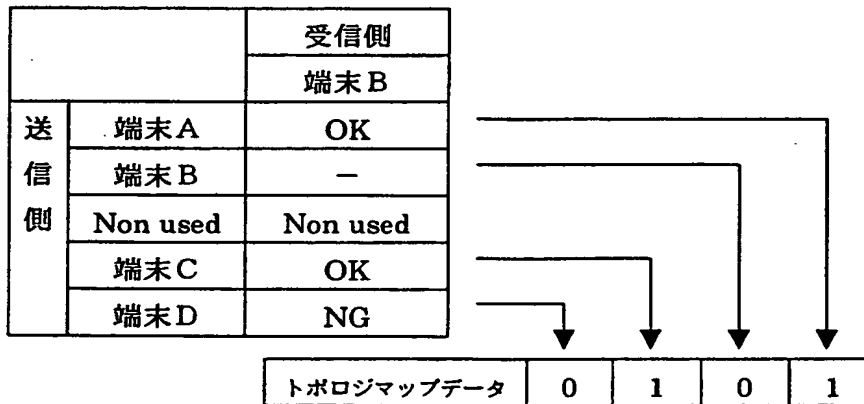 受信側
端末B
送信側
端末A OK
端末B －
Non used Non used
端末C OK
端末D NG
トポロジマップデータ 0 1 0 1